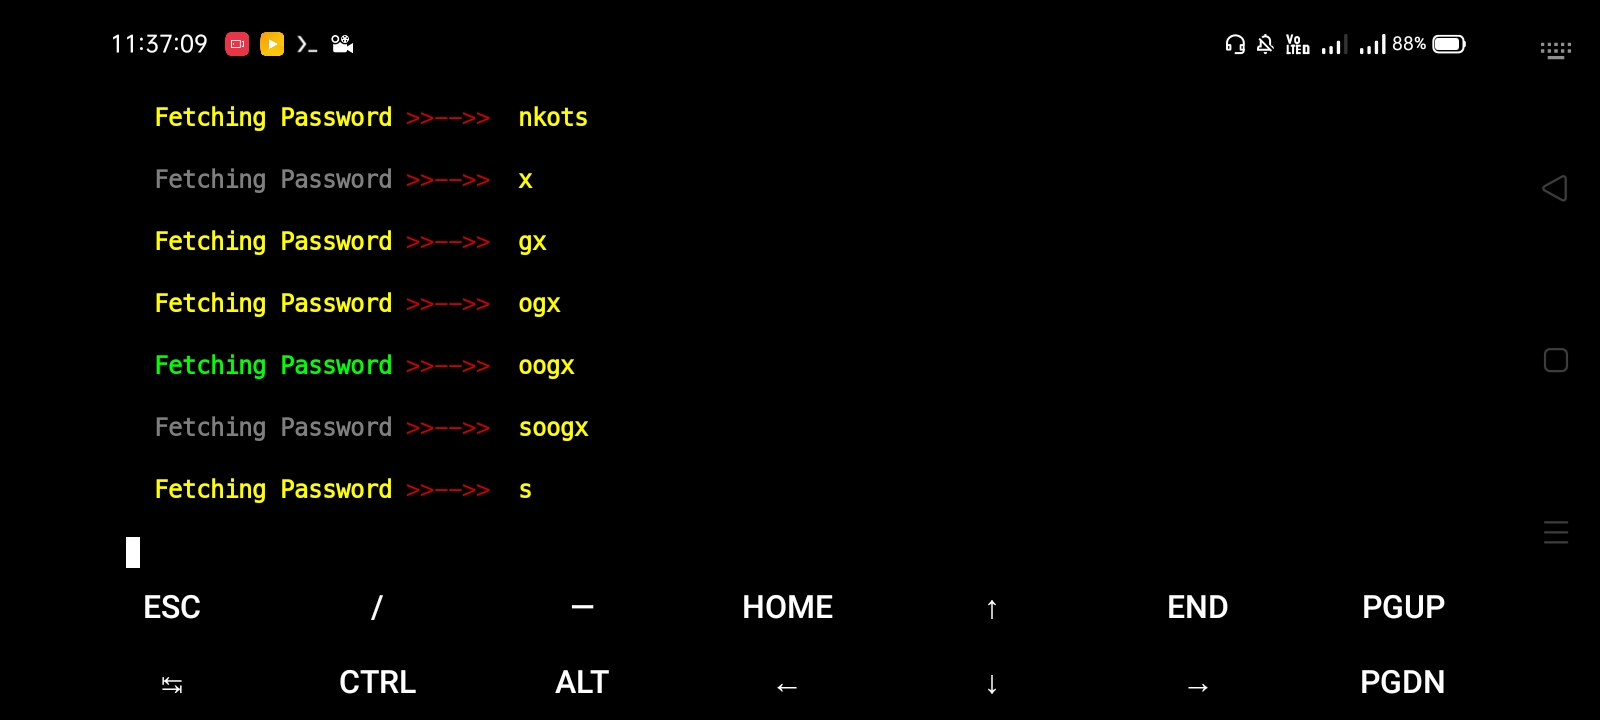 11:37:09 VoLTED 88%
Fetching Password >>-->> nkots
Fetching Password >>-->> x
Fetching Password >>-->> gx
Fetching Password >>-->> ogx
Fetching Password >>-->> oogx
Fetching Password >>-->> soogx
Fetching Password >>-->> s
ESC / — HOME ↑ END PGUP
↹ CTRL ALT ← ↓ → PGDN